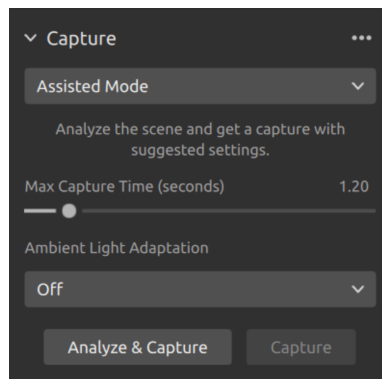 Capture
Assisted Mode
Analyze the scene and get a capture with
suggested settings.
Max Capture Time (seconds) 1.20
Ambient Light Adaptation
Off
Analyze & Capture Capture